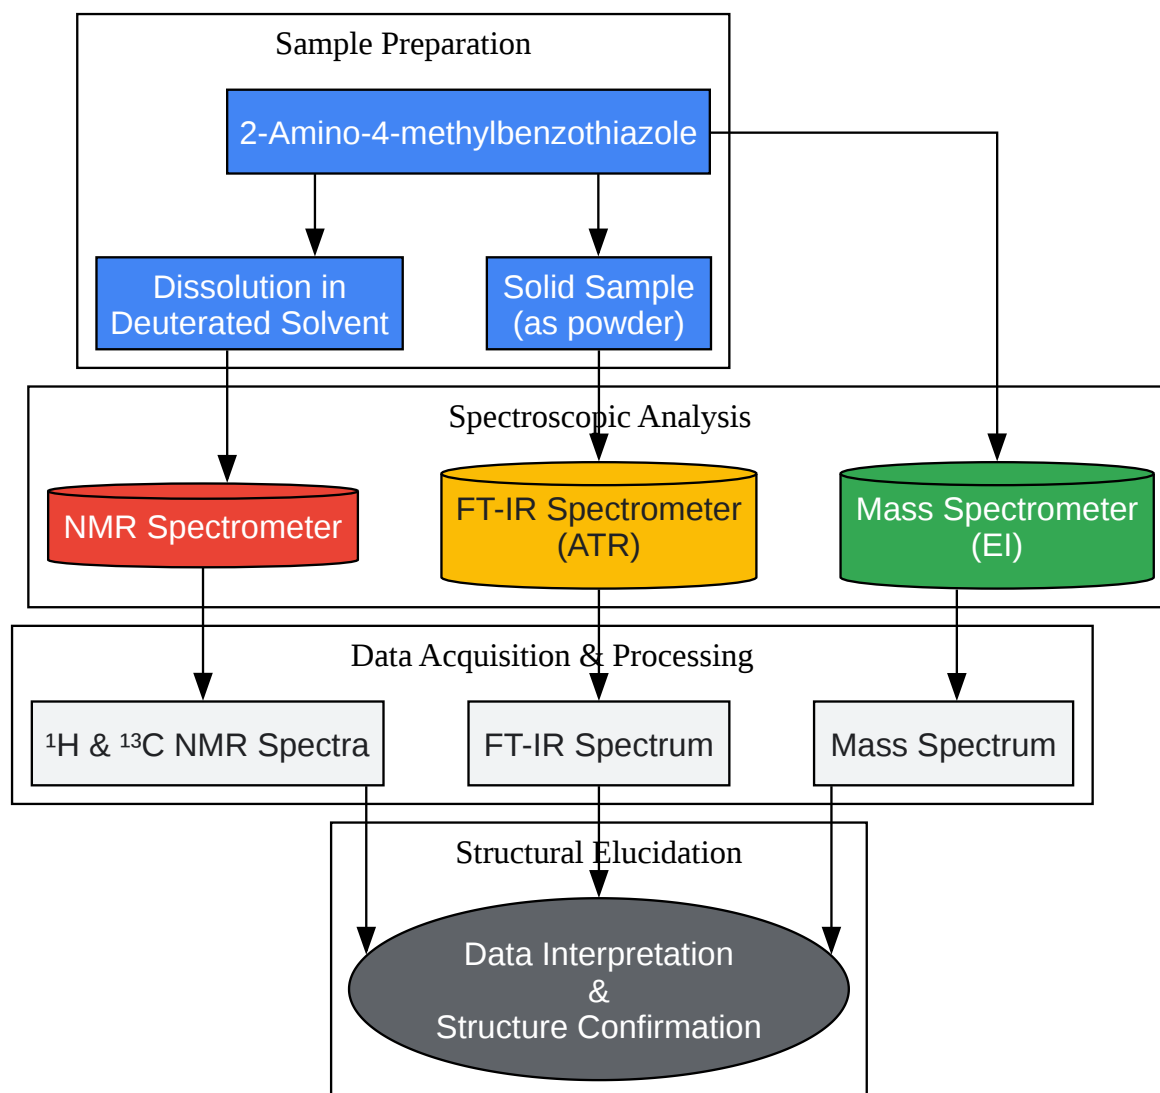 Sample Preparation
2-Amino-4-methylbenzothiazole
Dissolution in
Deuterated Solvent
Solid Sample
(as powder)
Spectroscopic Analysis
NMR Spectrometer
FT-IR Spectrometer
(ATR)
Mass Spectrometer
(EI)
Data Acquisition & Processing
¹H & ¹³C NMR Spectra
FT-IR Spectrum
Mass Spectrum
Structural Elucidation
Data Interpretation
&
Structure Confirmation